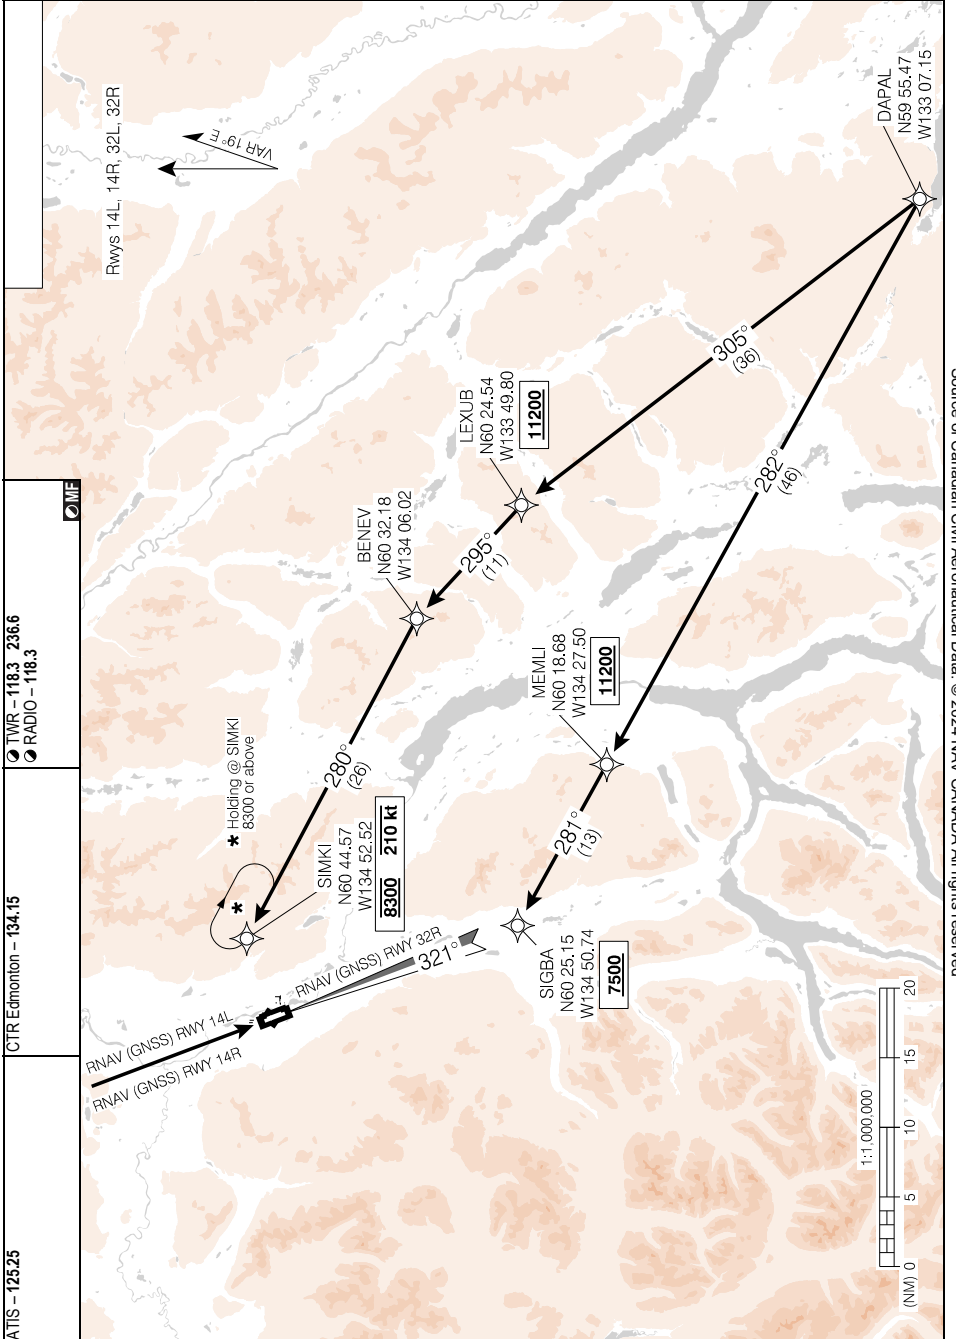 ATIS – 125.25
CTR Edmonton – 134.15
TWR – 118.3 236.6
RADIO – 118.3
MF
Rwys 14L, 14R, 32L, 32R
VAR 19° E
RNAV (GNSS) RWY 14L
RNAV (GNSS) RWY 14R
RNAV (GNSS) RWY 32R
321°
* Holding @ SIMKI
8300 or above
*
SIMKI
N60 44.57
W134 52.52
8300 210 kt
280°
(26)
BENEV
N60 32.18
W134 06.02
295°
(11)
LEXUB
N60 24.54
W133 49.80
11200
305°
(36)
DAPAL
N59 55.47
W133 07.15
282°
(46)
MEMLI
N60 18.68
W134 27.50
11200
281°
(13)
SIGBA
N60 25.15
W134 50.74
7500
1:1,000,000
(NM) 0 5 10 15 20